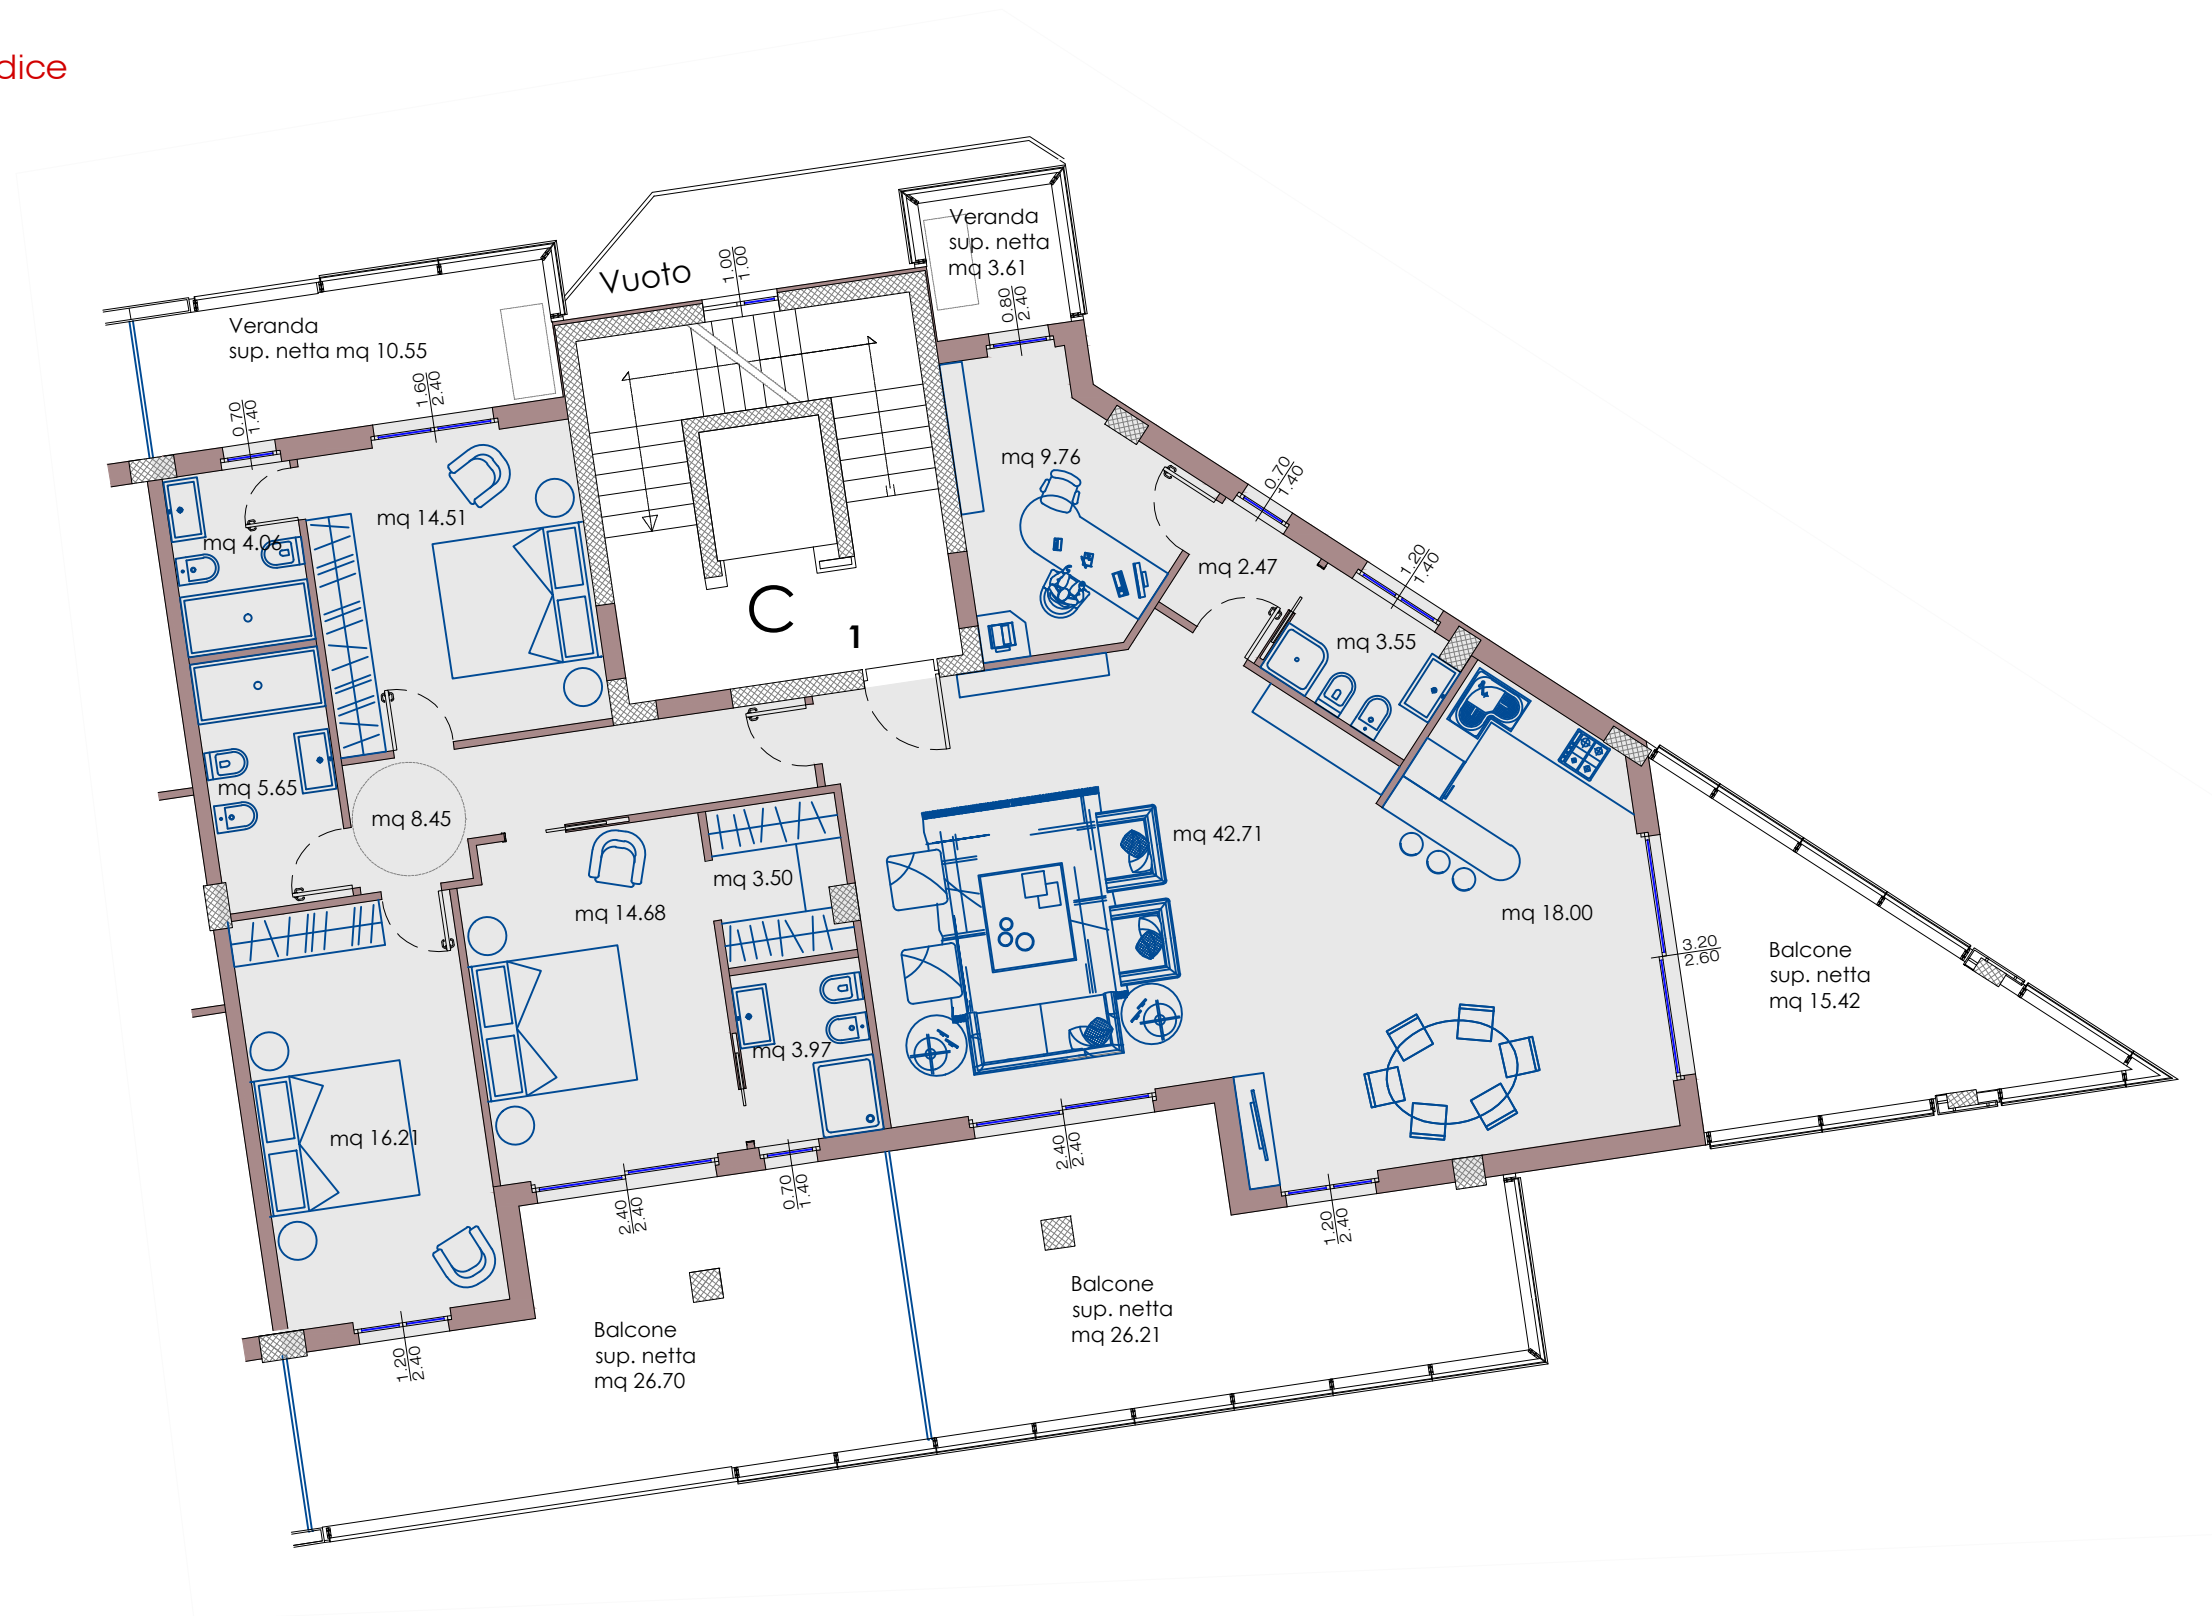 dice
Veranda
sup. netta
mq 3.61
Vuoto
1.00
1.00
0.80
2.40
Veranda
sup. netta mq 10.55
1.60
2.40
0.70
1.40
mq 9.76
0.70
1.40
mq 14.51
mq 4.06
1.20
1.40
mq 2.47
C
1
mq 3.55
mq 5.65
mq 8.45
mq 42.71
mq 3.50
mq 14.68
mq 18.00
3.20
2.60
Balcone
sup. netta
mq 15.42
mq 3.97
mq 16.21
2.40
2.40
0.70
1.40
2.40
2.40
1.20
2.40
Balcone
sup. netta
mq 26.21
Balcone
sup. netta
mq 26.70
1.20
2.40